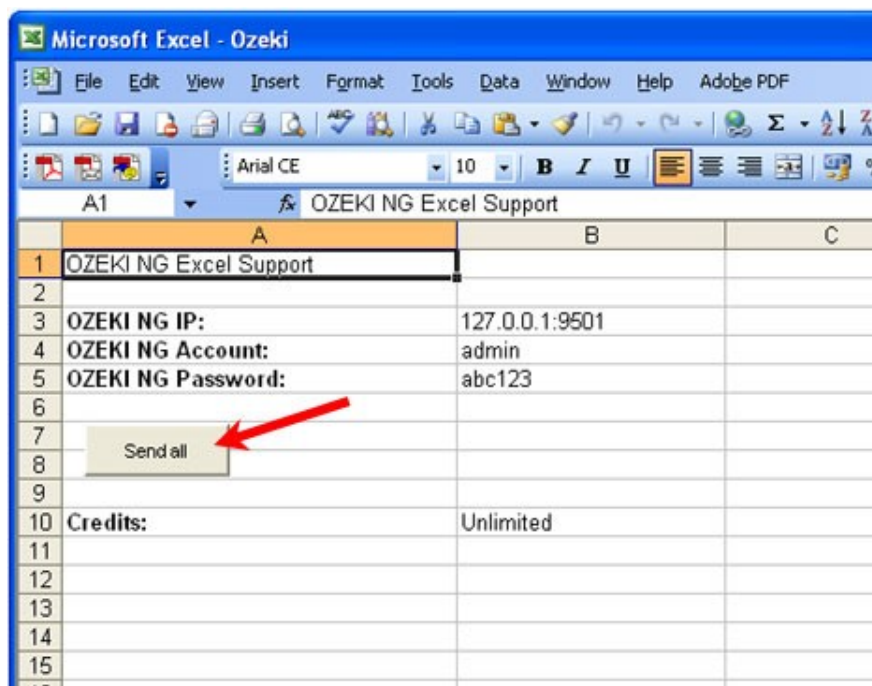 Microsoft Excel - Ozeki
File Edit View Insert Format Tools Data Window Help Adobe PDF
ABC Σ A Z
Arial CE 10 B I U a
A1 fx OZEKI NG Excel Support
A B C
1 OZEKI NG Excel Support
2
3 OZEKI NG IP: 127.0.0.1:9501
4 OZEKI NG Account: admin
5 OZEKI NG Password: abc123
6
7
Send all
8
9
10 Credits: Unlimited
11
12
13
14
15